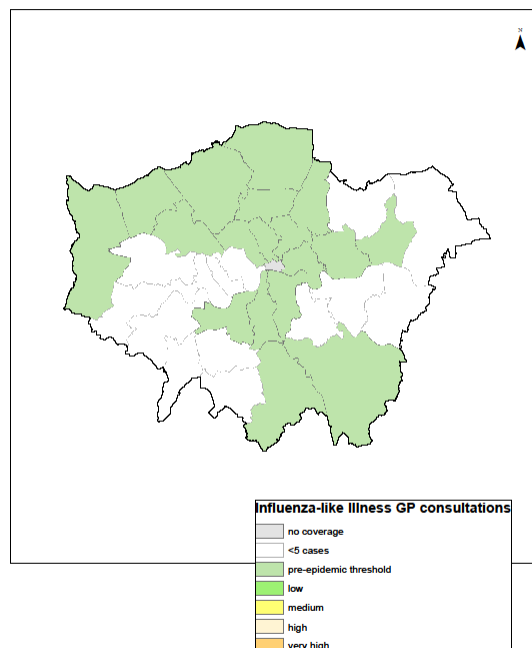 N
Influenza-like Illness GP consultations
no coverage
<5 cases
pre-epidemic threshold
low
medium
high
very high